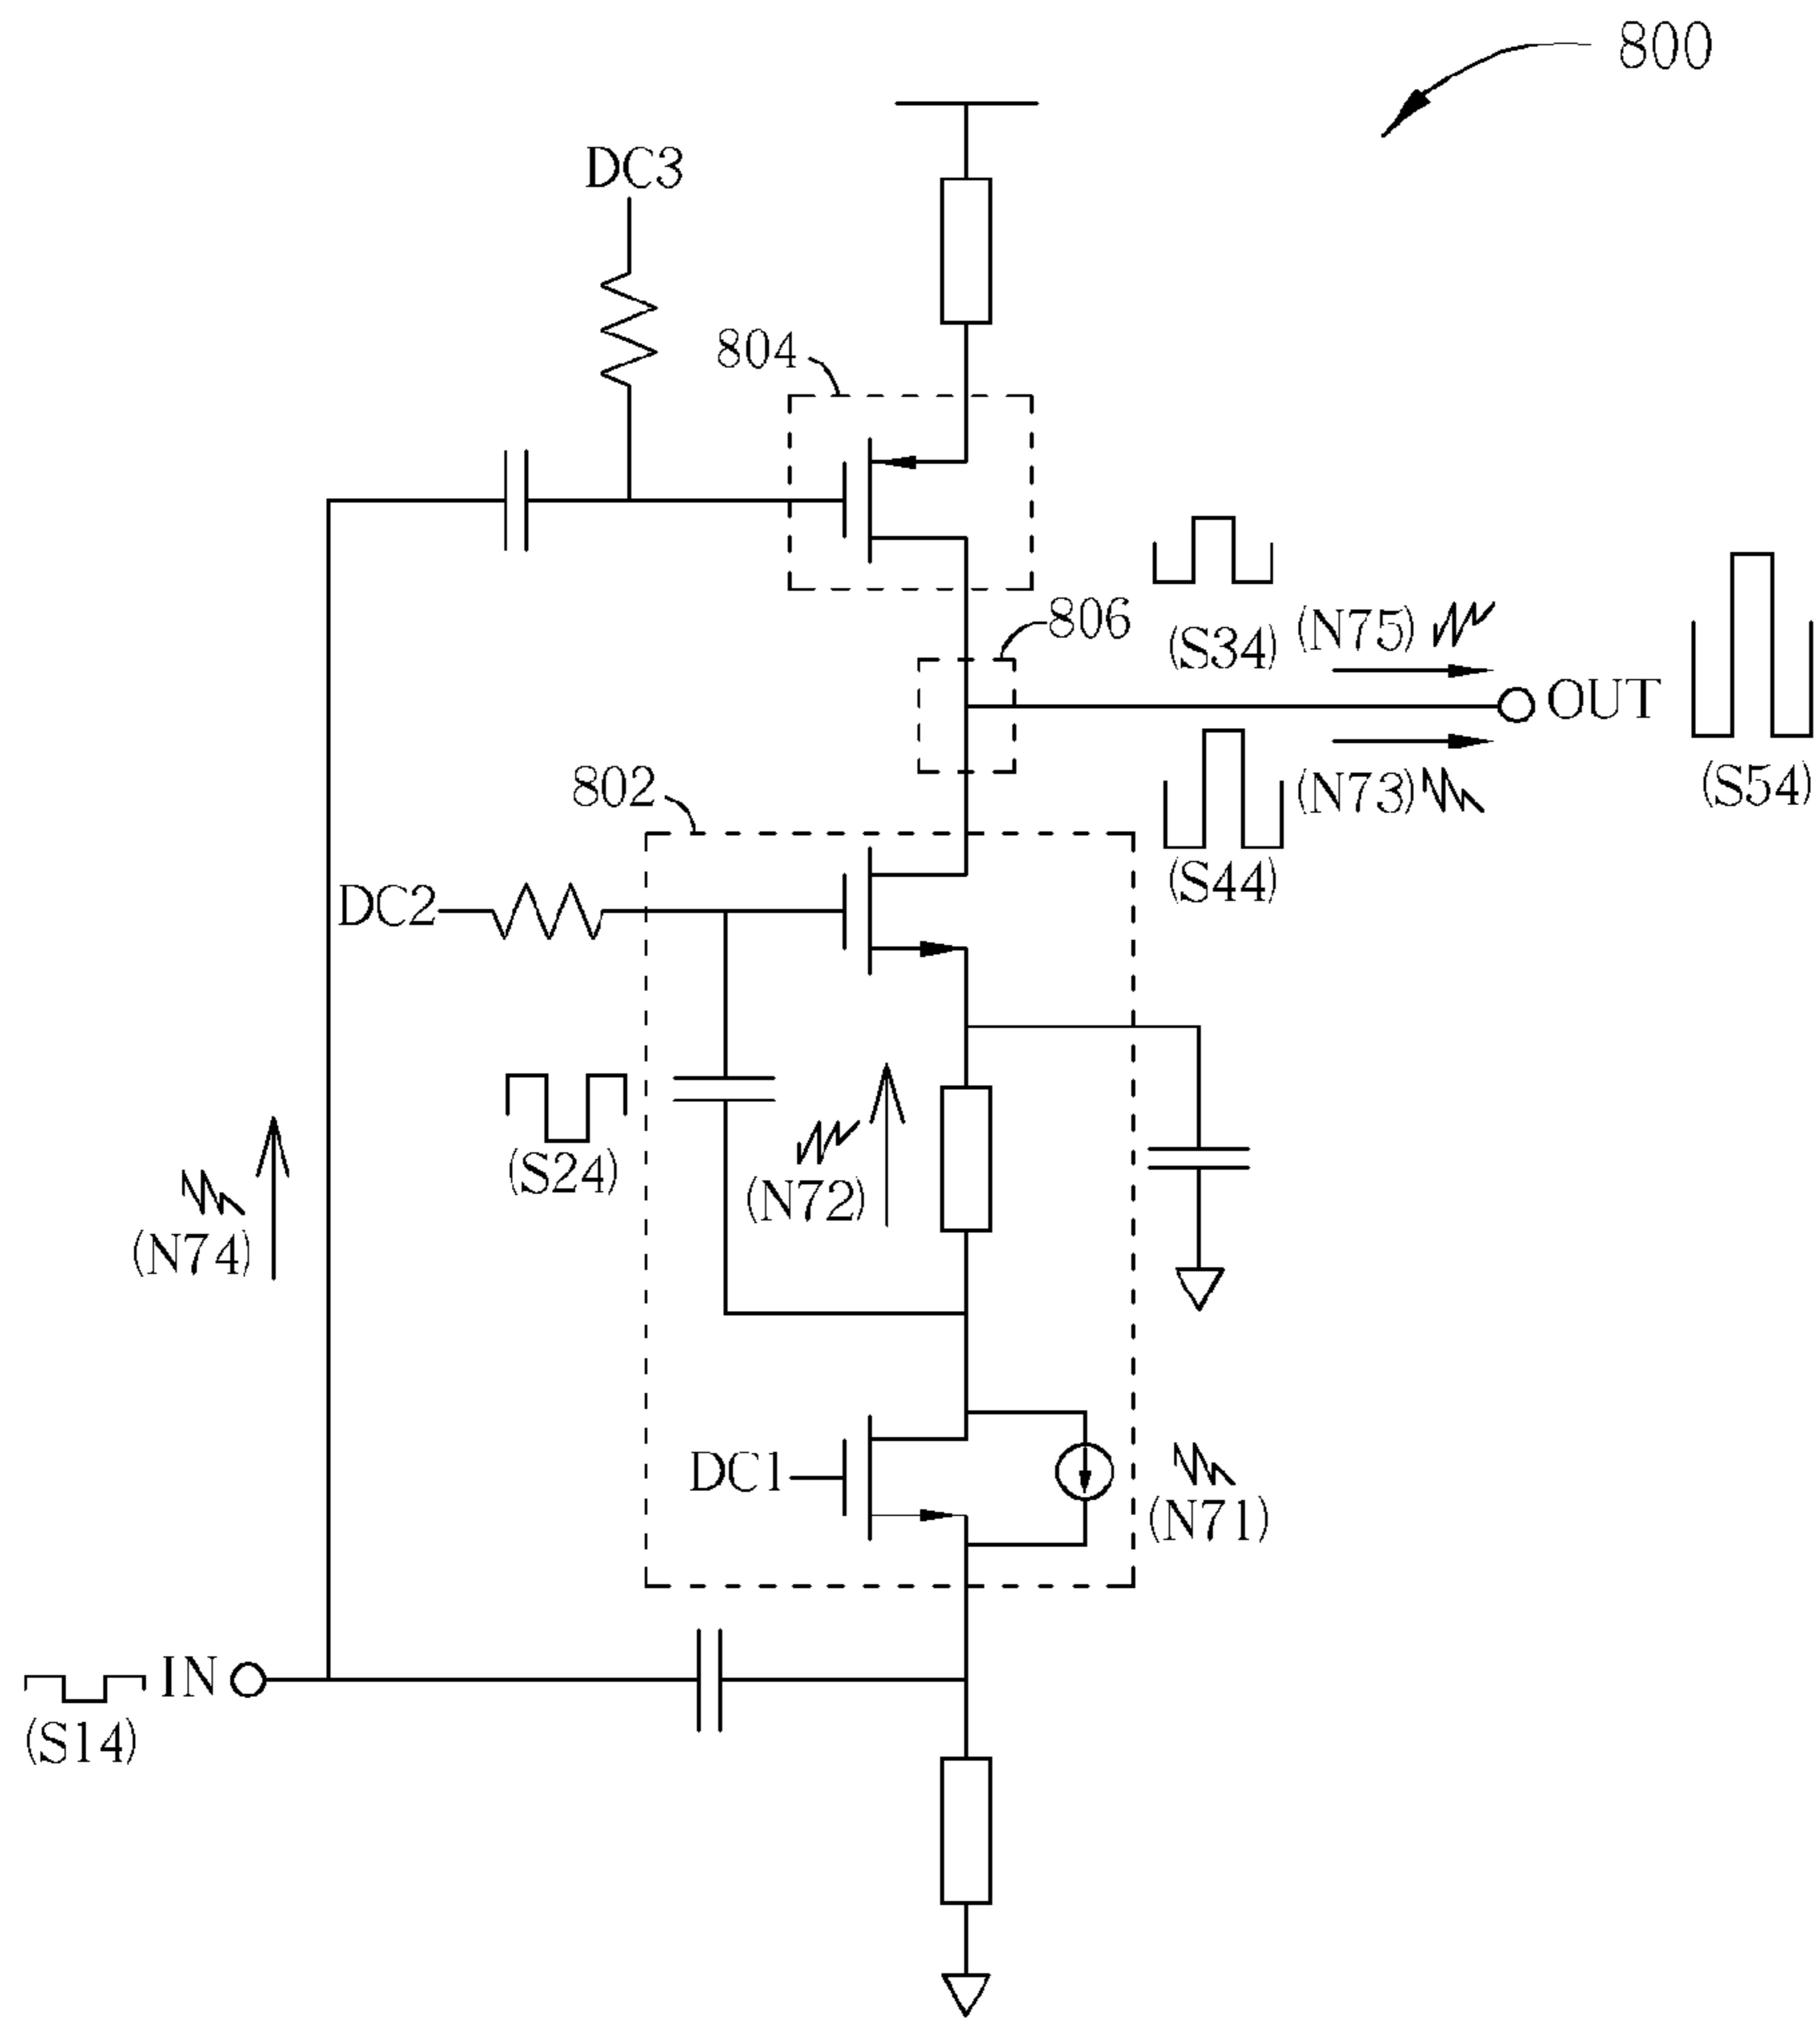 800
DC3
804
806
(S34)
(N75)
OUT
802
(N73)
(S54)
DC2
(S44)
(S24)
(N72)
(N74)
DC1
(N71)
IN
(S14)